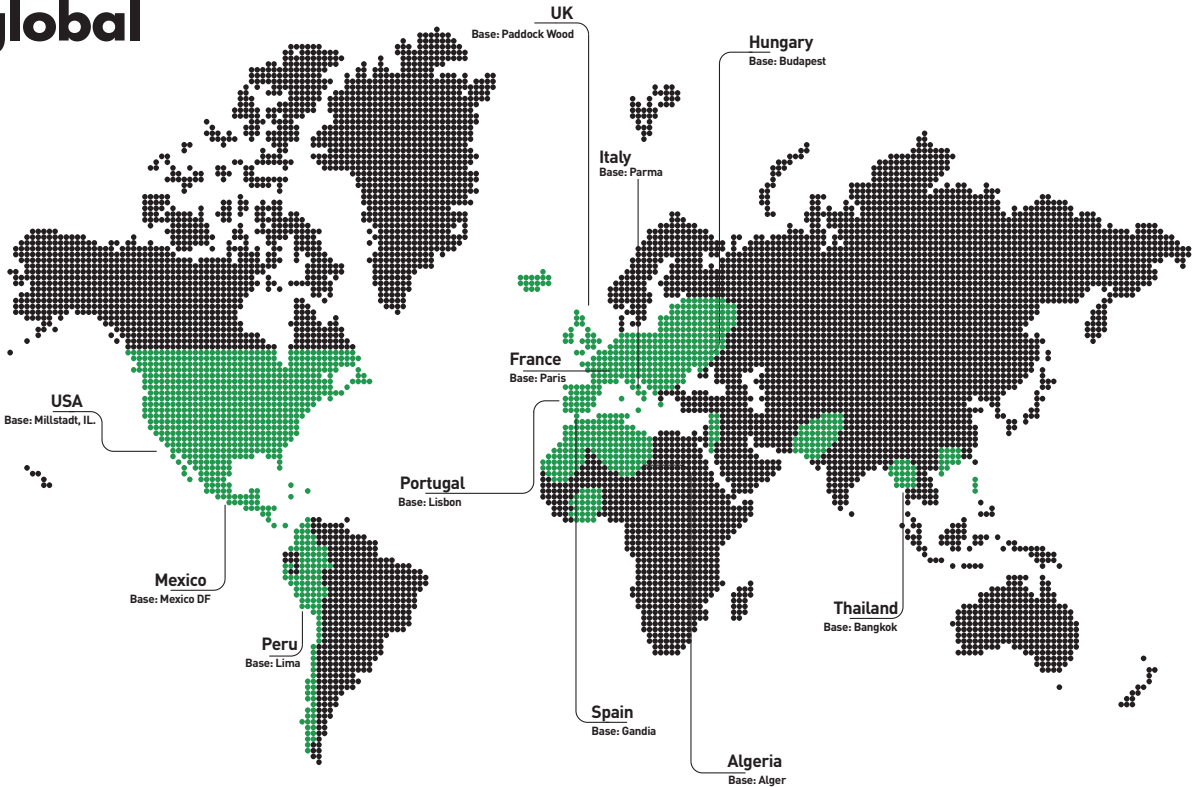 global
UK
Base: Paddock Wood
Hungary
Base: Budapest
Italy
Base: Parma
France
Base: Paris
USA
Base: Millstadt, IL.
Portugal
Base: Lisbon
Mexico
Base: Mexico DF
Thailand
Base: Bangkok
Peru
Base: Lima
Spain
Base: Gandia
Algeria
Base: Alger